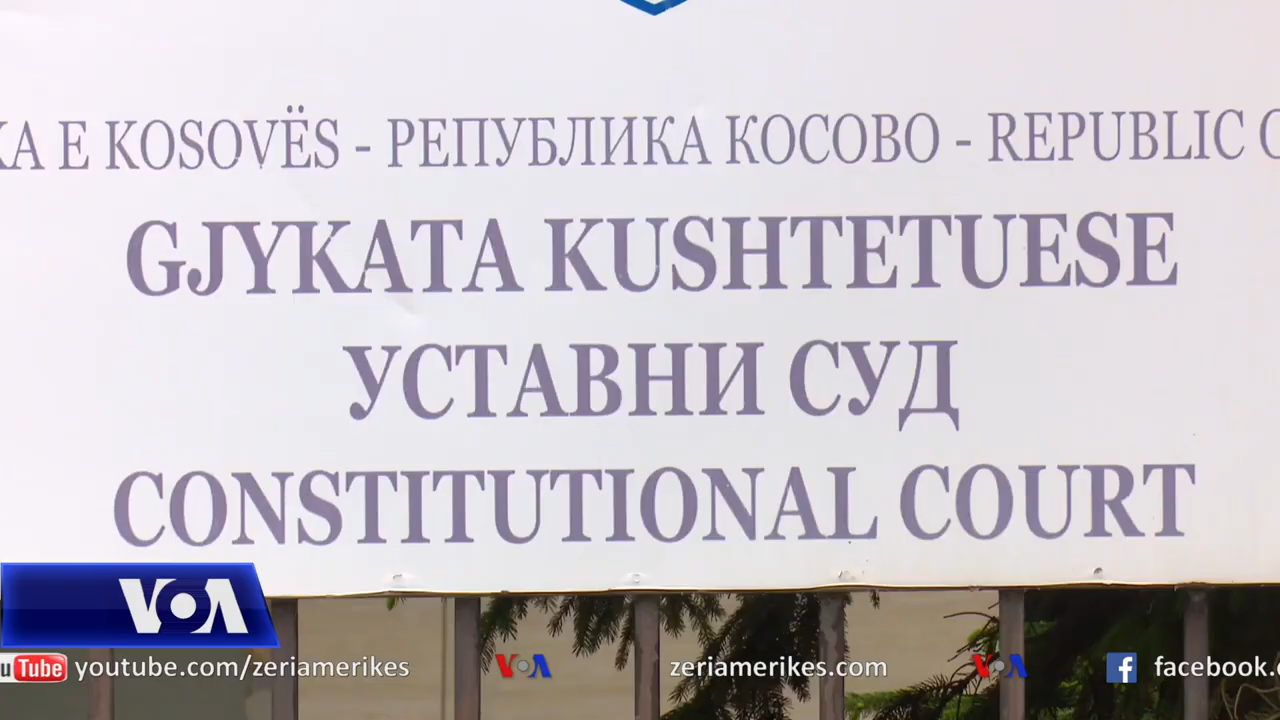 KA E KOSOVËS - РЕПУБЛИКА КОСОВО - REPUBLIC O
GJYKATA KUSHTETUESE
УСТАВНИ СУД
CONSTITUTIONAL COURT
VOA
Tube youtube.com/zeriamerikes VOA zeriamerikes.com VOA facebook.c